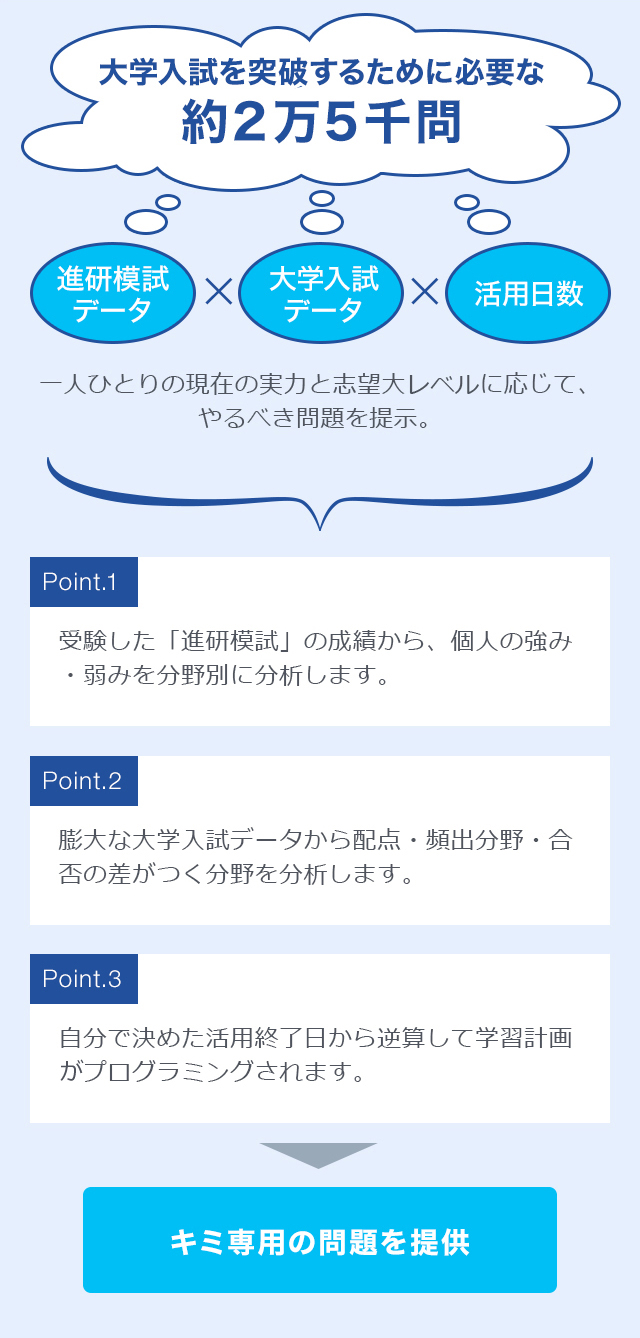 大学入試を突破するために必要な
約2万5千問
進研模試
データ
×
大学入試
データ
×
活用日数
一人ひとりの現在の実力と志望大レベルに応じて、
やるべき問題を提示。
Point.1
受験した「進研模試」の成績から、個人の強み
・弱みを分野別に分析します。
Point.2
膨大な大学入試データから配点・頻出分野・合
否の差がつく分野を分析します。
Point.3
自分で決めた活用終了日から逆算して学習計画
がプログラミングされます。
キミ専用の問題を提供